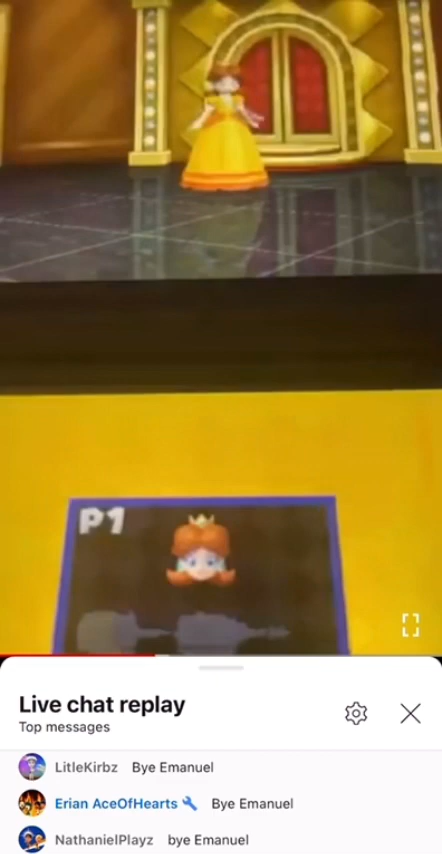 P1
Live chat replay
Top messages
LitleKirbz Bye Emanuel
Erian AceOfHearts Bye Emanuel
NathanielPlayz bye Emanuel